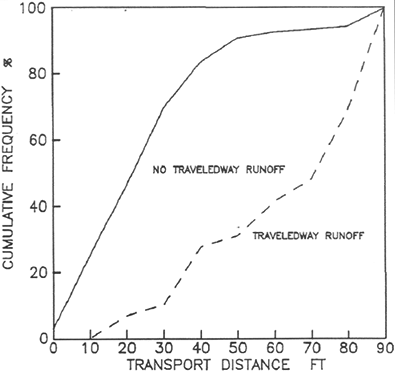 100
80
60
40
20
0
CUMULATIVE FREQUENCY %
NO TRAVELEDWAY RUNOFF
TRAVELEDWAY RUNOFF
0 10 20 30 40 50 60 70 80 90
TRANSPORT DISTANCE FT